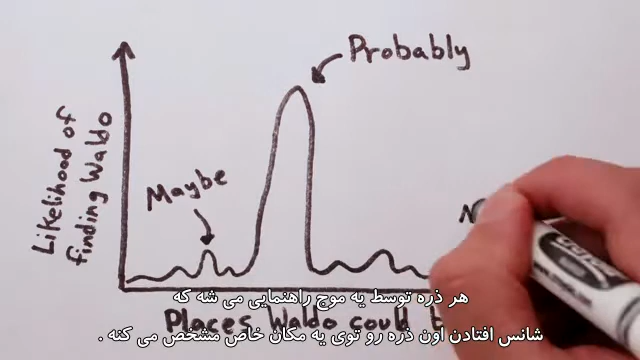 Probably
Likelihood of
finding Waldo
Maybe
N
هر ذره توسط یه موج راهنمایی می شه که
Places Waldo could
شانس افتادن اون ذره رو توی یه مکان خاص مشخص می کنه .